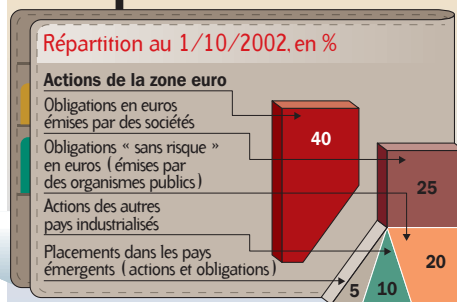 Répartition au 1/10/2002, en %
Actions de la zone euro
Obligations en euros
émises par des sociétés
Obligations « sans risque »
en euros (émises par
des organismes publics)
Actions des autres
pays industrialisés
Placements dans les pays
émergents (actions et obligations)
40
25
20
10
5